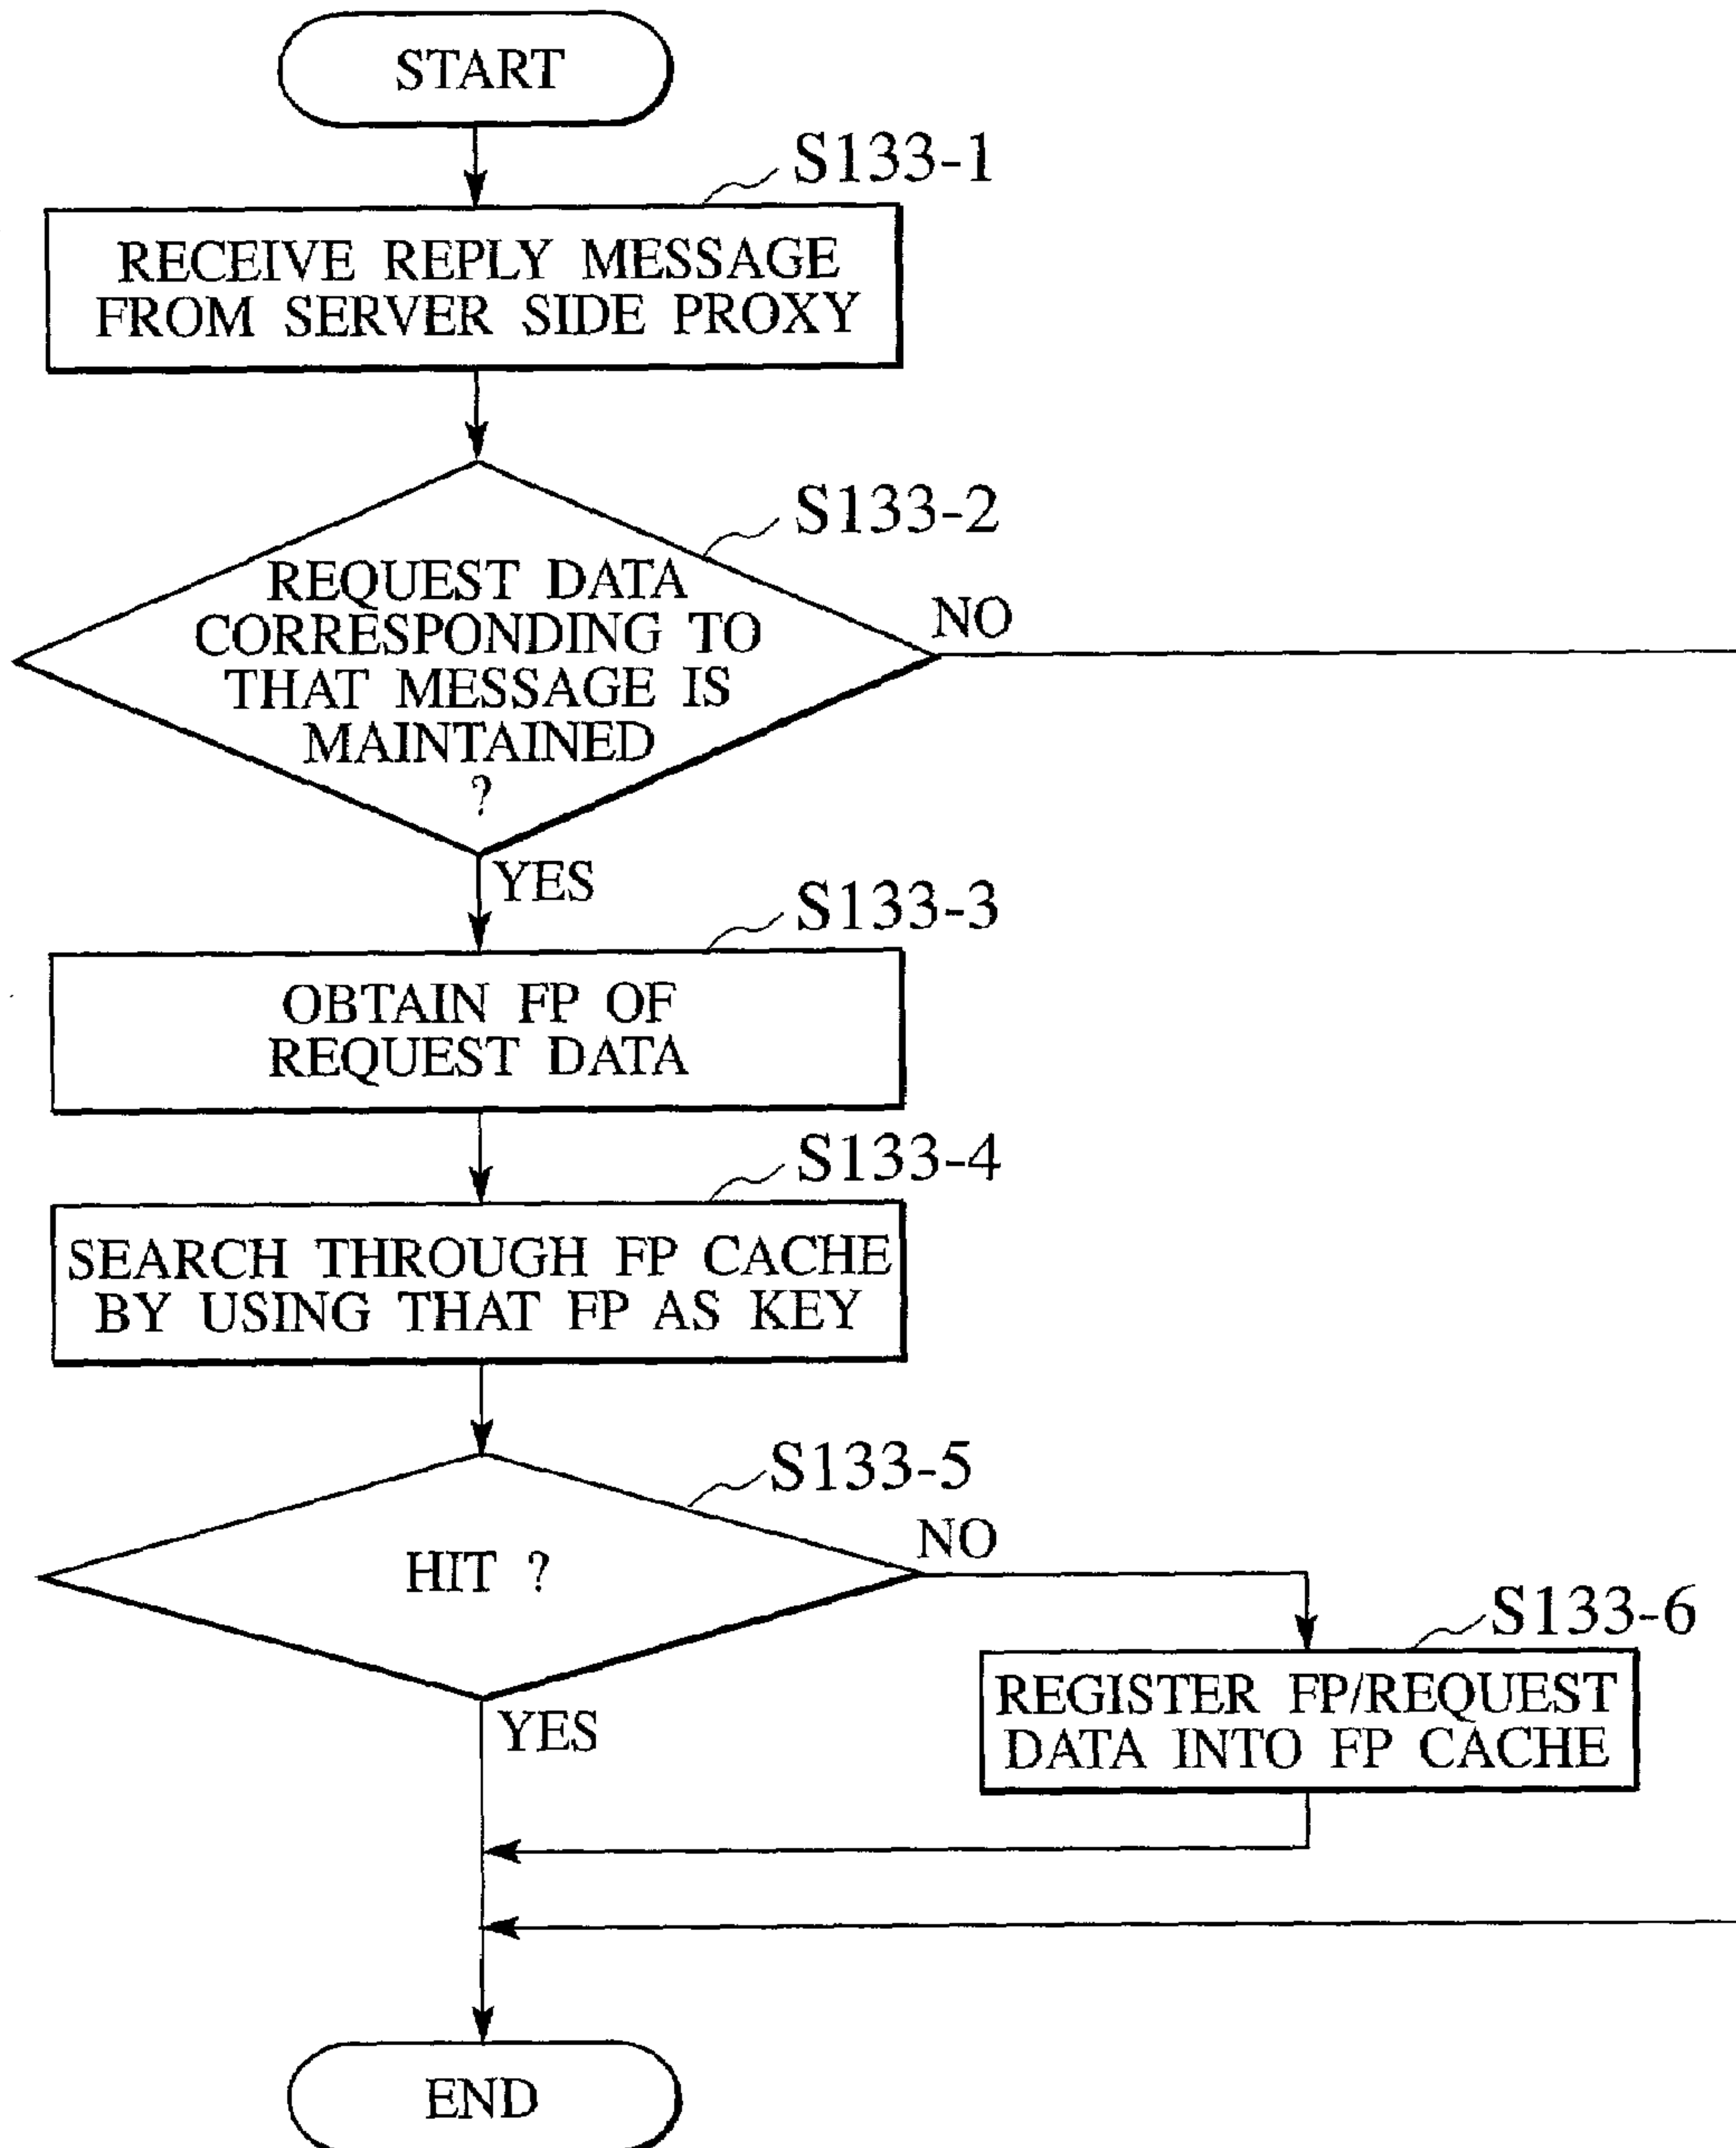 START
S133-1
RECEIVE REPLY MESSAGE
FROM SERVER SIDE PROXY
S133-2
REQUEST DATA
CORRESPONDING TO
THAT MESSAGE IS
MAINTAINED
?
NO
YES
S133-3
OBTAIN FP OF
REQUEST DATA
S133-4
SEARCH THROUGH FP CACHE
BY USING THAT FP AS KEY
S133-5
HIT ?
NO
YES
S133-6
REGISTER FP/REQUEST
DATA INTO FP CACHE
END